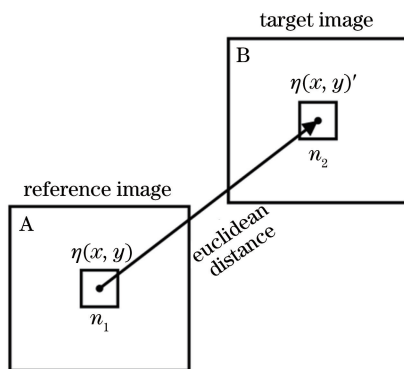 target image
B
η(x, y)′
n₂
reference image
A
η(x, y)
n₁
euclidean
distance